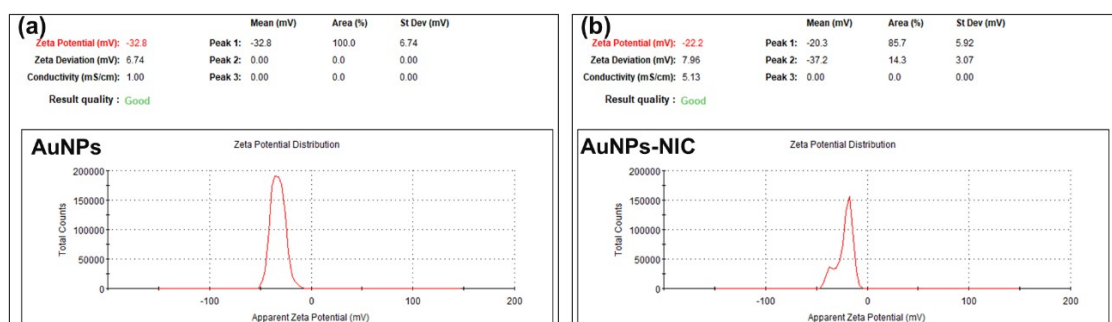 (a)
Mean (mV) Area (%) St Dev (mV)
Zeta Potential (mV): -32.8 Peak 1: -32.8 100.0 6.74
Zeta Deviation (mV): 6.74 Peak 2: 0.00 0.0 0.00
Conductivity (mS/cm): 1.00 Peak 3: 0.00 0.0 0.00
Result quality : Good
AuNPs
Zeta Potential Distribution
Total Counts
200000
150000
100000
50000
0
-100 0 100 200
Apparent Zeta Potential (mV)
(b)
Mean (mV) Area (%) St Dev (mV)
Zeta Potential (mV): -22.2 Peak 1: -20.3 85.7 5.92
Zeta Deviation (mV): 7.96 Peak 2: -37.2 14.3 3.07
Conductivity (mS/cm): 5.13 Peak 3: 0.00 0.0 0.00
Result quality : Good
AuNPs-NIC
Zeta Potential Distribution
Total Counts
200000
150000
100000
50000
0
-100 0 100 200
Apparent Zeta Potential (mV)